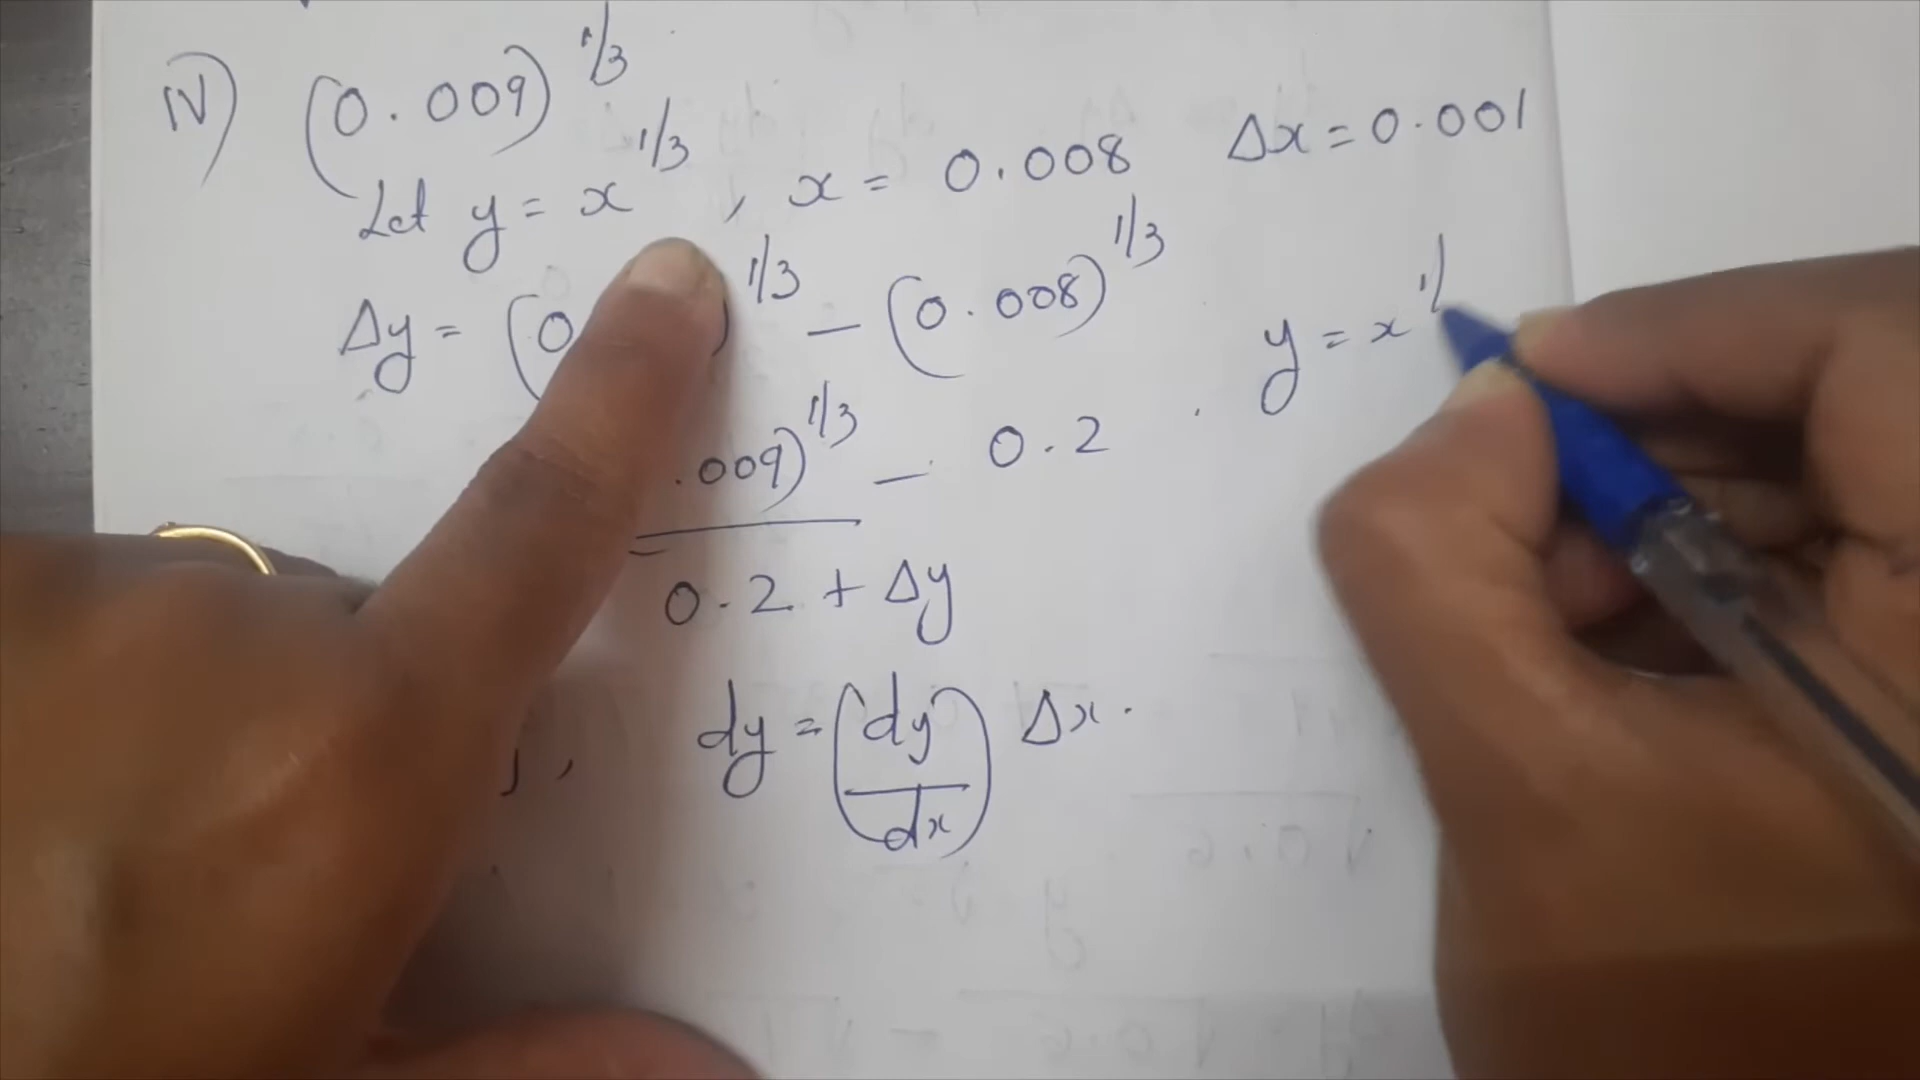 IV) (0.009)^1/3
Let y = x^1/3 , x = 0.008 Δx = 0.001
Δy = (0 )^1/3 − (0.008)^1/3
y = x^1/
.009)^1/3 − 0.2
= 0.2 + Δy
, dy = (dy/dx) Δx.